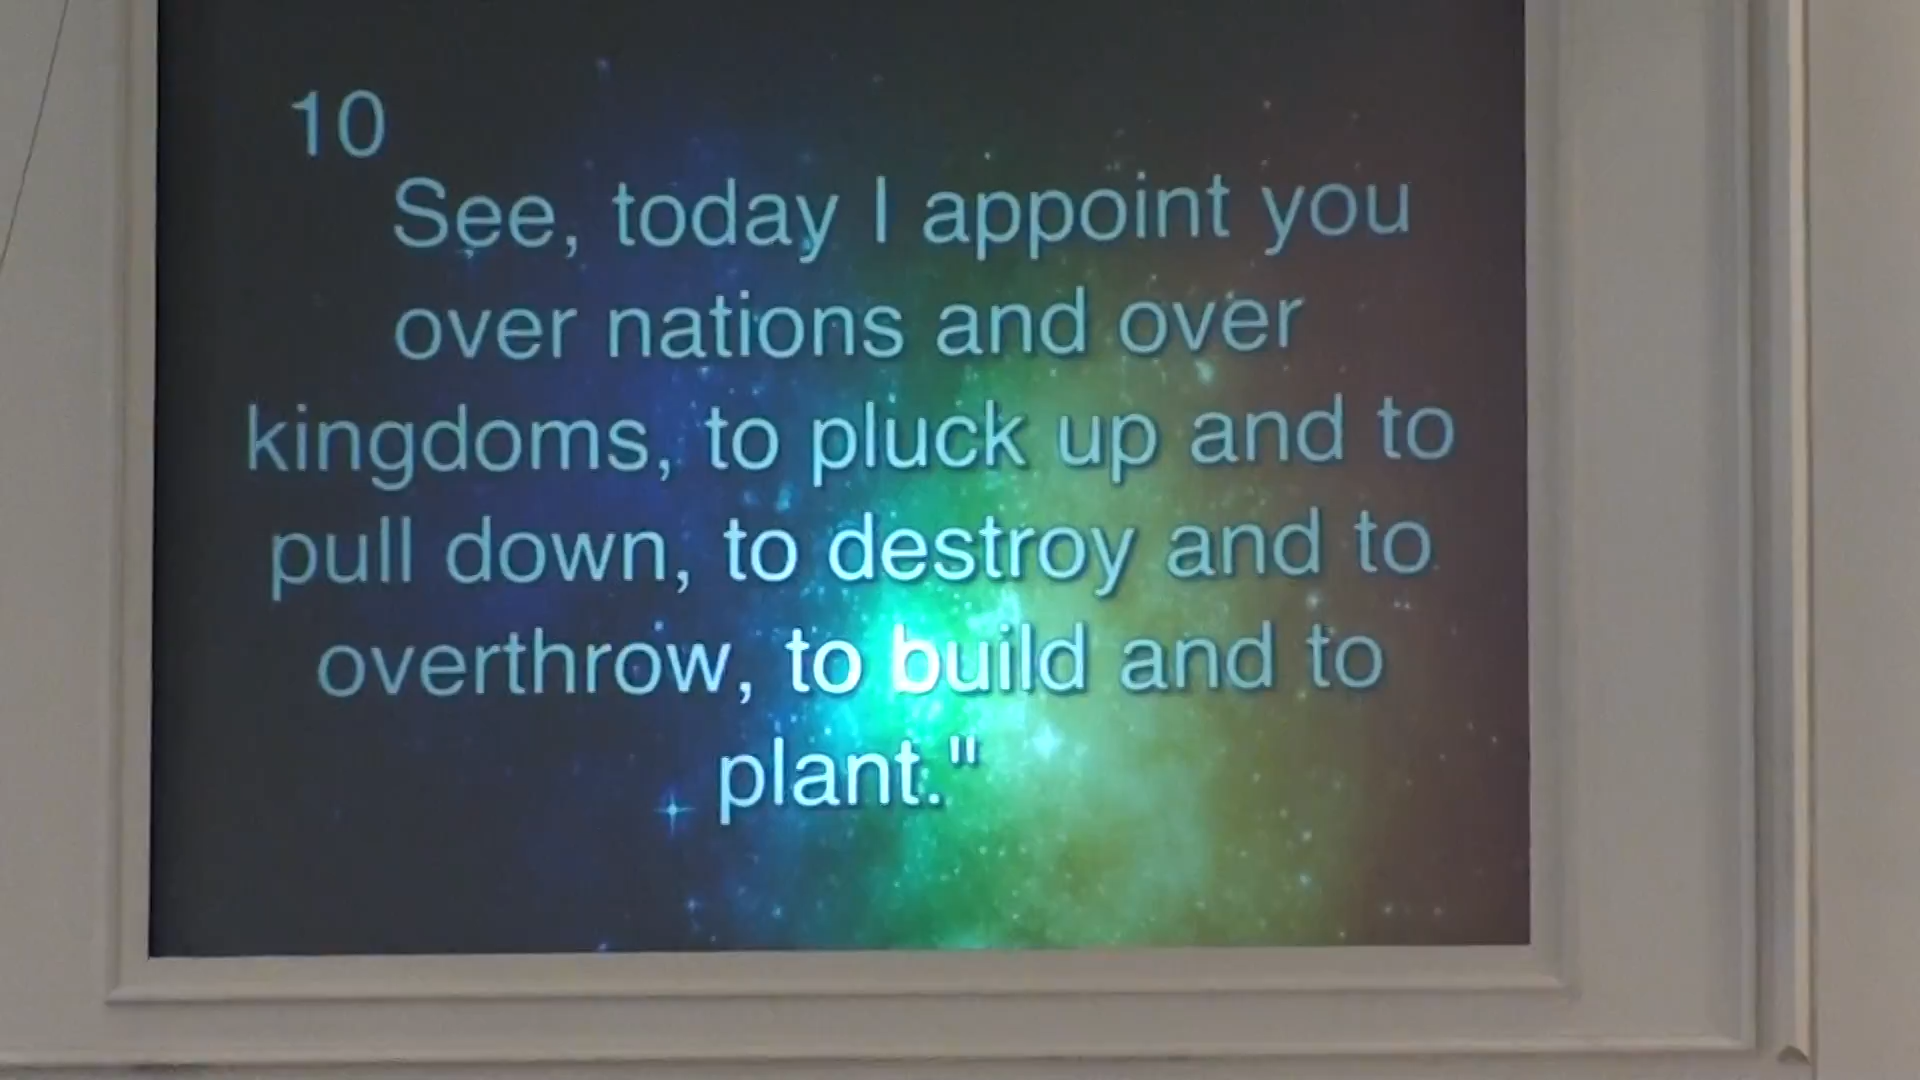 10
See, today I appoint you
over nations and over
kingdoms, to pluck up and to
pull down, to destroy and to
overthrow, to build and to
plant."